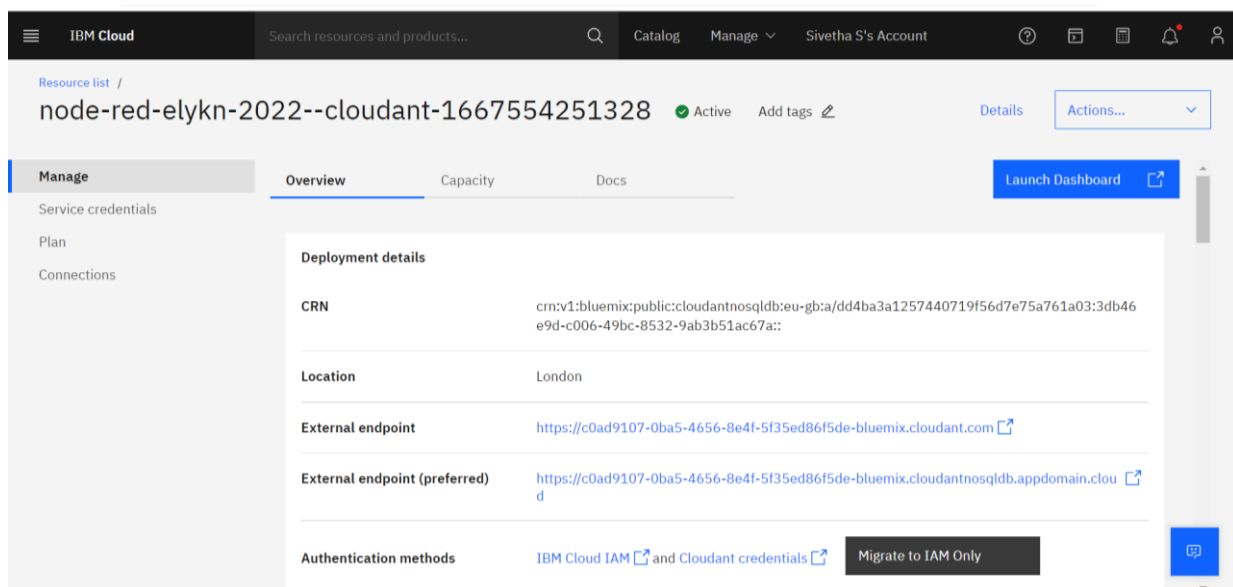 IBM Cloud Search resources and products... Catalog Manage Sivetha S's Account
Resource list /
node-red-elykn-2022--cloudant-1667554251328 Active Add tags Details Actions...
Manage Overview Capacity Docs Launch Dashboard
Service credentials
Plan
Connections
Deployment details
CRN crn:v1:bluemix:public:cloudantnosqldb:eu-gb:a/dd4ba3a1257440719f56d7e75a761a03:3db46
e9d-c006-49bc-8532-9ab3b51ac67a::
Location London
External endpoint https://c0ad9107-0ba5-4656-8e4f-5f35ed86f5de-bluemix.cloudant.com
External endpoint (preferred) https://c0ad9107-0ba5-4656-8e4f-5f35ed86f5de-bluemix.cloudantnosqldb.appdomain.clou
d
Authentication methods IBM Cloud IAM and Cloudant credentials Migrate to IAM Only